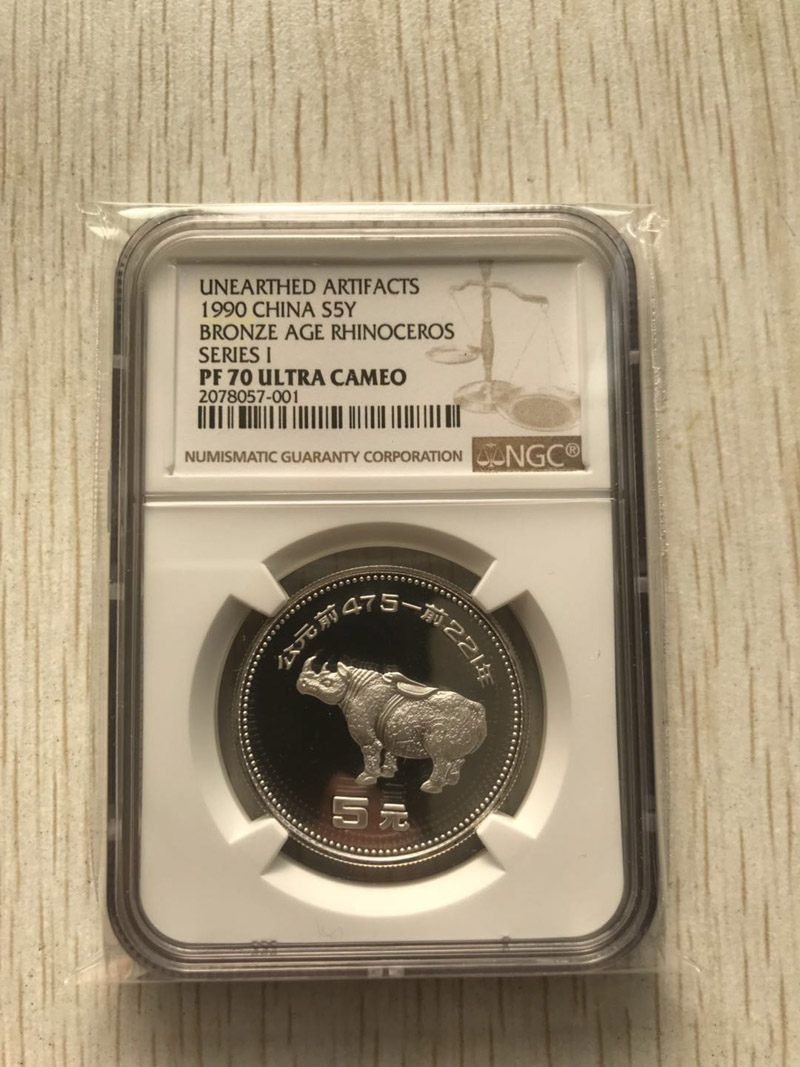 UNEARTHED ARTIFACTS
1990 CHINA S5Y
BRONZE AGE RHINOCEROS
SERIES I
PF 70 ULTRA CAMEO
2078057-001
NUMISMATIC GUARANTY CORPORATION
NGC®
公元前475—前221年
5元